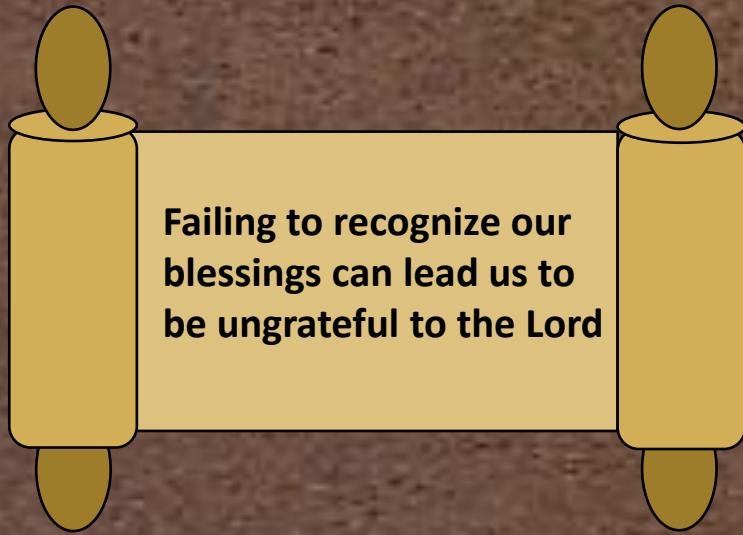 Failing to recognize our
blessings can lead us to
be ungrateful to the Lord